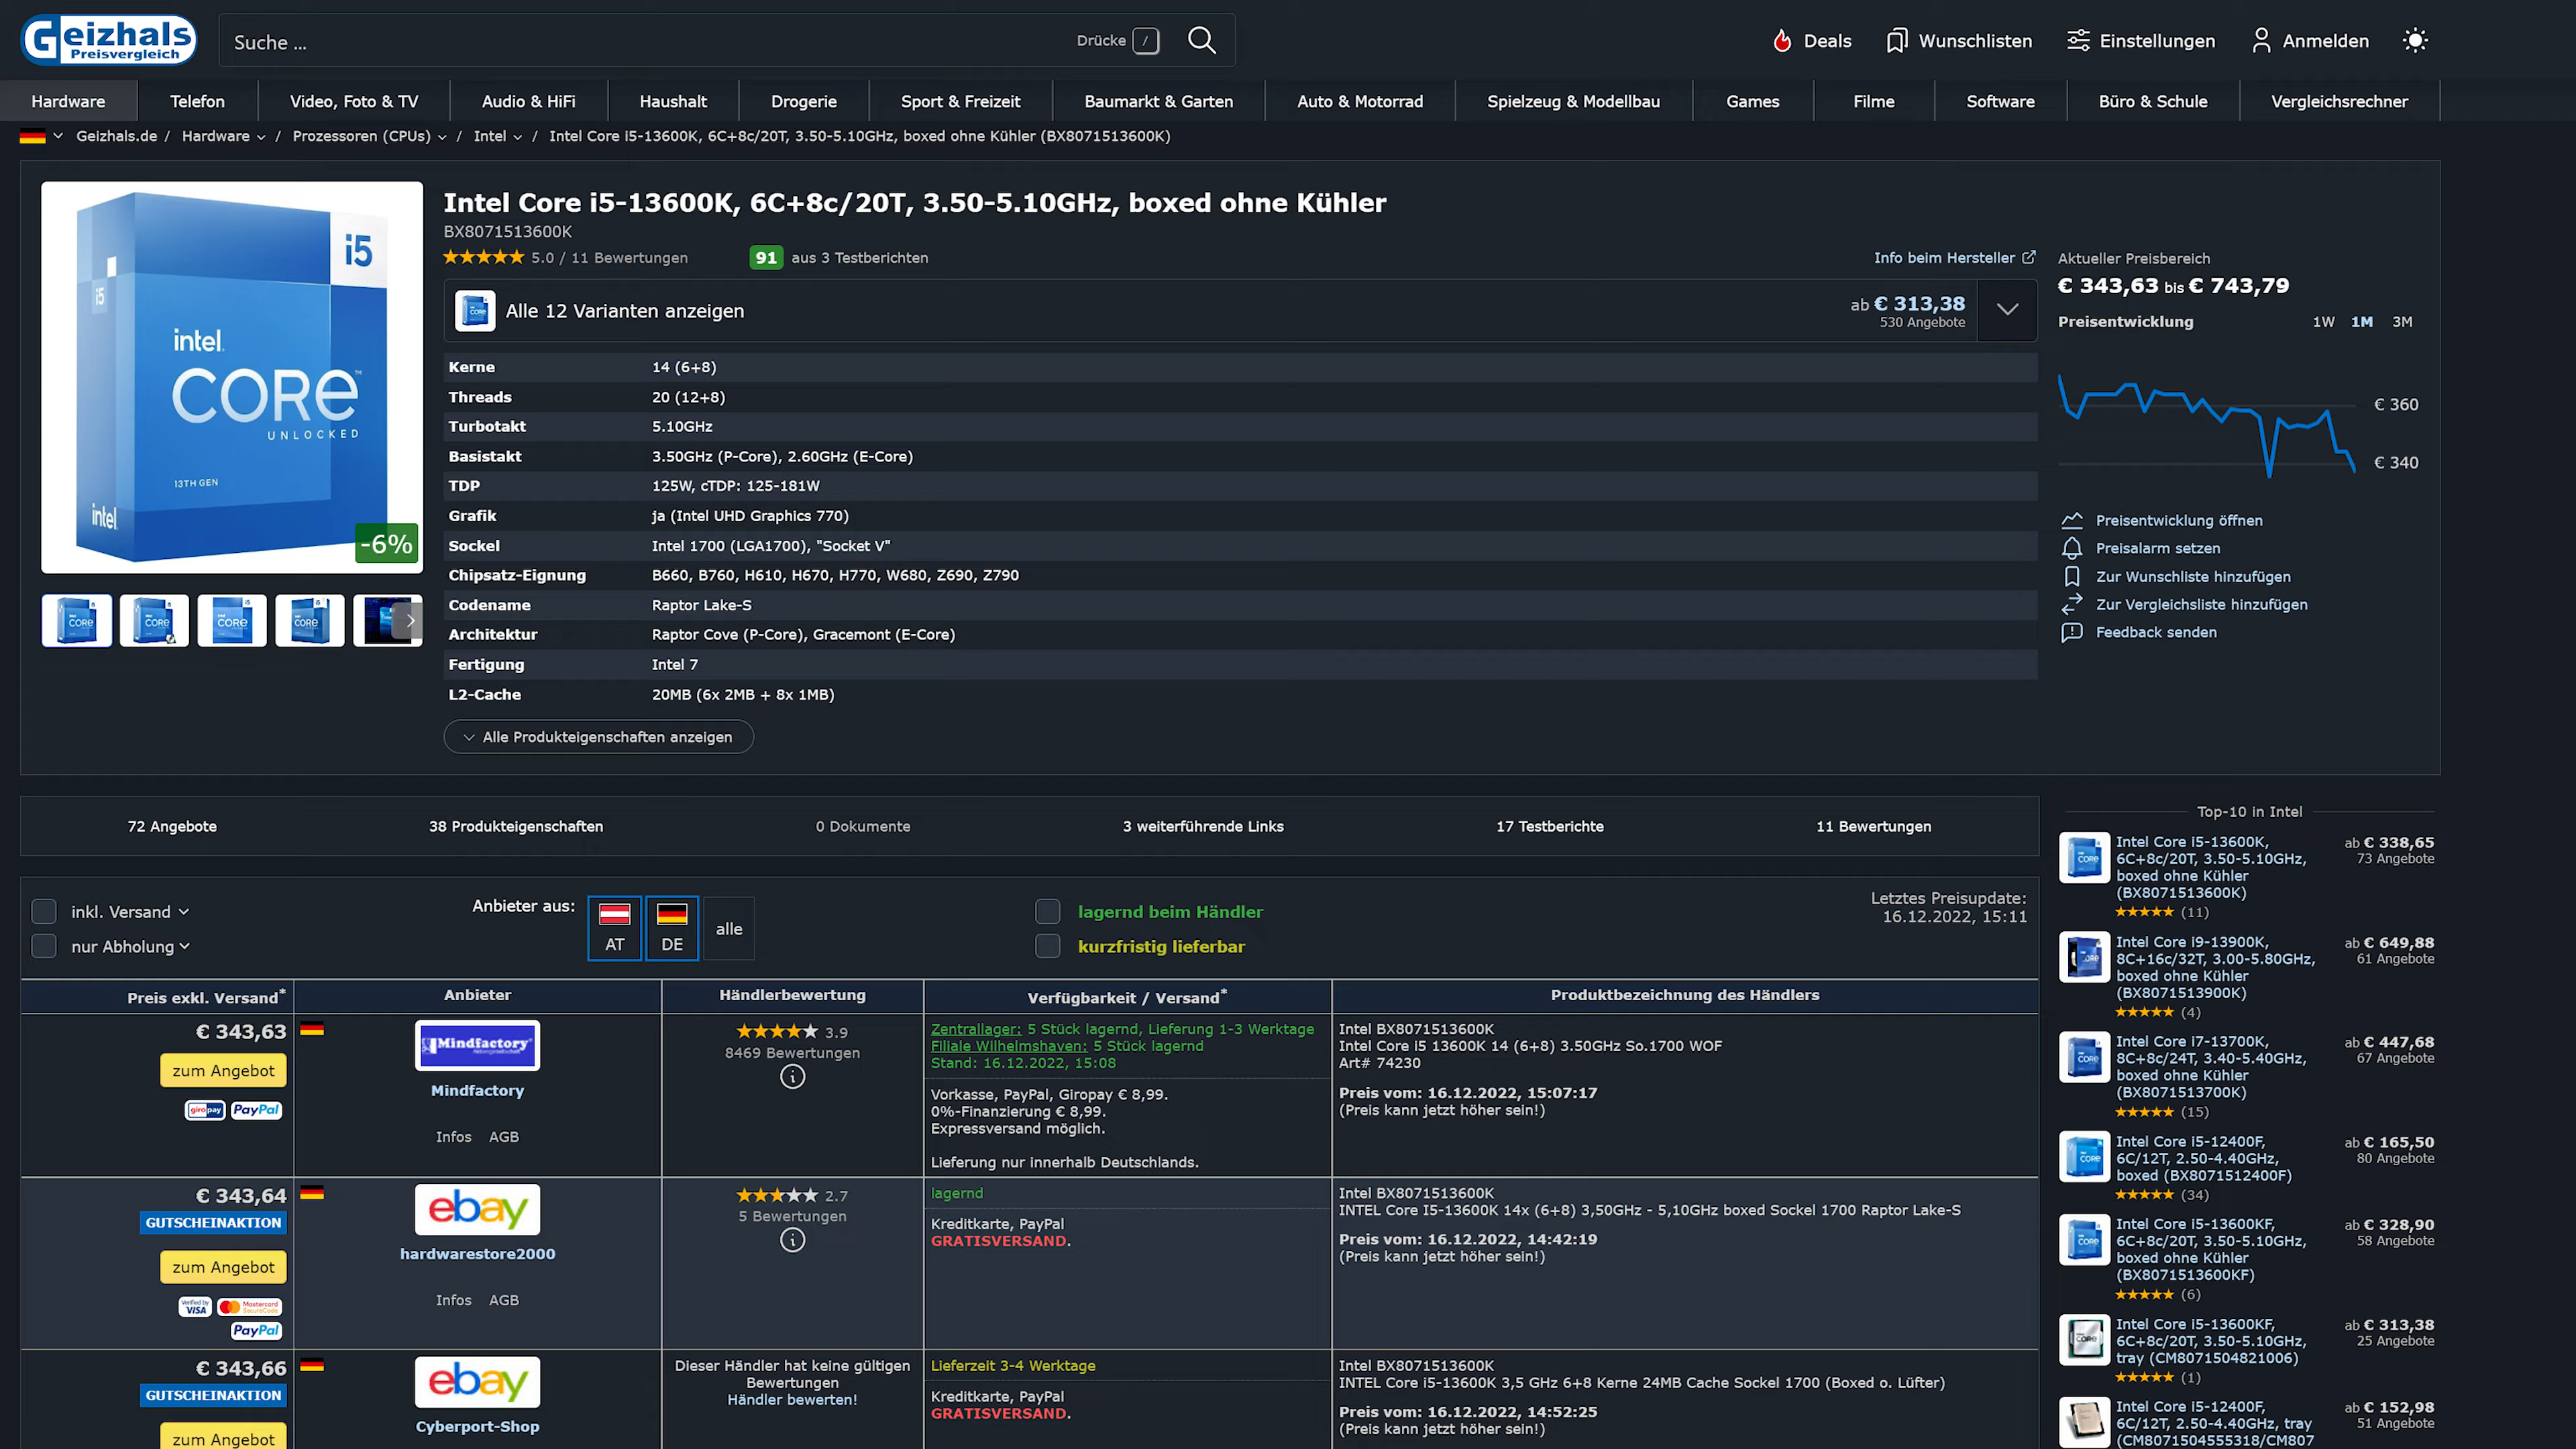 Geizhals
Preisvergleich
Suche ...
Drücke /
Deals
Wunschlisten
Einstellungen
Anmelden
Hardware
Telefon
Video, Foto & TV
Audio & HiFi
Haushalt
Drogerie
Sport & Freizeit
Baumarkt & Garten
Auto & Motorrad
Spielzeug & Modellbau
Games
Filme
Software
Büro & Schule
Vergleichsrechner
Geizhals.de / Hardware / Prozessoren (CPUs) / Intel / Intel Core i5-13600K, 6C+8c/20T, 3.50-5.10GHz, boxed ohne Kühler (BX8071513600K)
i5
i5
intel.
CORE™
UNLOCKED
13TH GEN
intel
-6%
Intel Core i5-13600K, 6C+8c/20T, 3.50-5.10GHz, boxed ohne Kühler
BX8071513600K
5.0 / 11 Bewertungen
91 aus 3 Testberichten
Info beim Hersteller
Alle 12 Varianten anzeigen
ab € 313,38
530 Angebote
Kerne 14 (6+8)
Threads 20 (12+8)
Turbotakt 5.10GHz
Basistakt 3.50GHz (P-Core), 2.60GHz (E-Core)
TDP 125W, cTDP: 125-181W
Grafik ja (Intel UHD Graphics 770)
Sockel Intel 1700 (LGA1700), "Socket V"
Chipsatz-Eignung B660, B760, H610, H670, H770, W680, Z690, Z790
Codename Raptor Lake-S
Architektur Raptor Cove (P-Core), Gracemont (E-Core)
Fertigung Intel 7
L2-Cache 20MB (6x 2MB + 8x 1MB)
Alle Produkteigenschaften anzeigen
Aktueller Preisbereich
€ 343,63 bis € 743,79
Preisentwicklung 1W 1M 3M
€ 360
€ 340
Preisentwicklung öffnen
Preisalarm setzen
Zur Wunschliste hinzufügen
Zur Vergleichsliste hinzufügen
Feedback senden
72 Angebote
38 Produkteigenschaften
0 Dokumente
3 weiterführende Links
17 Testberichte
11 Bewertungen
inkl. Versand
nur Abholung
Anbieter aus:
AT
DE
alle
lagernd beim Händler
kurzfristig lieferbar
Letztes Preisupdate:
16.12.2022, 15:11
Preis exkl. Versand*
Anbieter
Händlerbewertung
Verfügbarkeit / Versand*
Produktbezeichnung des Händlers
€ 343,63
zum Angebot
giropay PayPal
Mindfactory
Mindfactory
Infos AGB
3.9
8469 Bewertungen
Zentrallager: 5 Stück lagernd, Lieferung 1-3 Werktage
Filiale Wilhelmshaven: 5 Stück lagernd
Stand: 16.12.2022, 15:08
Vorkasse, PayPal, Giropay € 8,99.
0%-Finanzierung € 8,99.
Expressversand möglich.
Lieferung nur innerhalb Deutschlands.
Intel BX8071513600K
Intel Core i5 13600K 14 (6+8) 3.50GHz So.1700 WOF
Art# 74230
Preis vom: 16.12.2022, 15:07:17
(Preis kann jetzt höher sein!)
€ 343,64
GUTSCHEINAKTION
zum Angebot
Verified by VISA Mastercard SecureCode
PayPal
ebay
hardwarestore2000
Infos AGB
2.7
5 Bewertungen
lagernd
Kreditkarte, PayPal
GRATISVERSAND.
Intel BX8071513600K
INTEL Core I5-13600K 14x (6+8) 3,50GHz - 5,10GHz boxed Sockel 1700 Raptor Lake-S
Preis vom: 16.12.2022, 14:42:19
(Preis kann jetzt höher sein!)
€ 343,66
GUTSCHEINAKTION
zum Angebot
ebay
Cyberport-Shop
Dieser Händler hat keine gültigen
Bewertungen
Händler bewerten!
Lieferzeit 3-4 Werktage
Kreditkarte, PayPal
GRATISVERSAND.
Intel BX8071513600K
INTEL Core i5-13600K 3,5 GHz 6+8 Kerne 24MB Cache Sockel 1700 (Boxed o. Lüfter)
Preis vom: 16.12.2022, 14:52:25
(Preis kann jetzt höher sein!)
Top-10 in Intel
Intel Core i5-13600K,
6C+8c/20T, 3.50-5.10GHz,
boxed ohne Kühler
(BX8071513600K)
(11)
ab € 338,65
73 Angebote
Intel Core i9-13900K,
8C+16c/32T, 3.00-5.80GHz,
boxed ohne Kühler
(BX8071513900K)
(4)
ab € 649,88
61 Angebote
Intel Core i7-13700K,
8C+8c/24T, 3.40-5.40GHz,
boxed ohne Kühler
(BX8071513700K)
(15)
ab € 447,68
67 Angebote
Intel Core i5-12400F,
6C/12T, 2.50-4.40GHz,
boxed (BX8071512400F)
(34)
ab € 165,50
80 Angebote
Intel Core i5-13600KF,
6C+8c/20T, 3.50-5.10GHz,
boxed ohne Kühler
(BX8071513600KF)
(6)
ab € 328,90
58 Angebote
Intel Core i5-13600KF,
6C+8c/20T, 3.50-5.10GHz,
tray (CM8071504821006)
(1)
ab € 313,38
25 Angebote
Intel Core i5-12400F,
6C/12T, 2.50-4.40GHz, tray
(CM8071504555318/CM807
ab € 152,98
51 Angebote